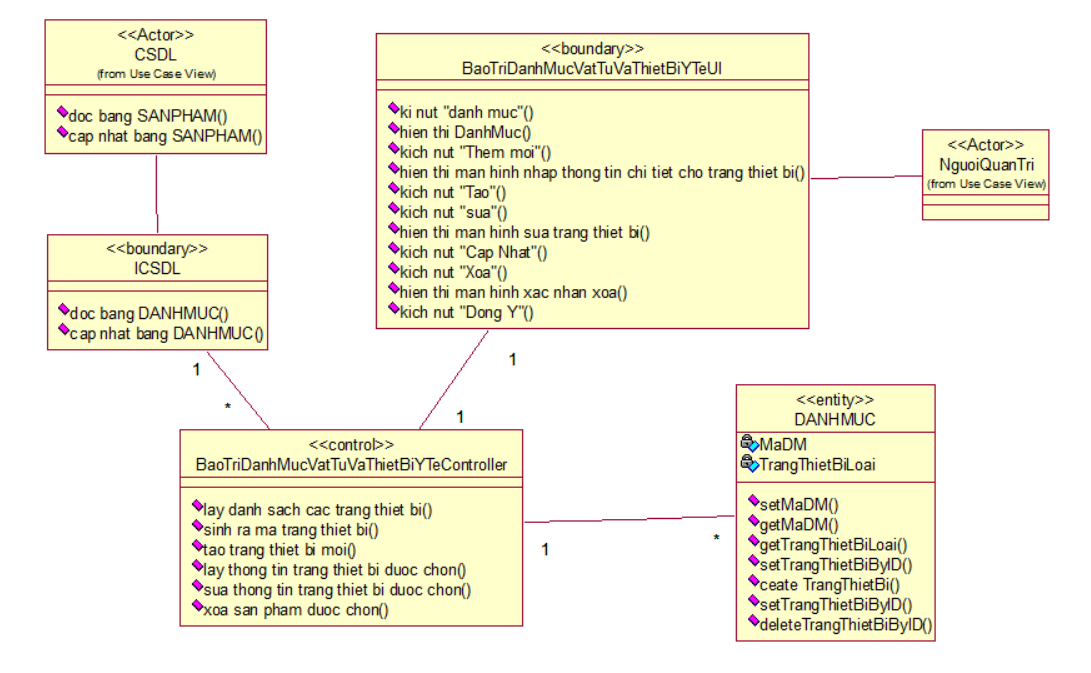 <<Actor>>
CSDL
(from Use Case View)
doc bang SANPHAM()
cap nhat bang SANPHAM()
<<boundary>>
BaoTriDanhMucVatTuVaThietBiYTeUI
ki nut "danh muc"()
hien thi DanhMuc()
kich nut "Them moi"()
hien thi man hinh nhap thong tin chi tiet cho trang thiet bi()
kich nut "Tao"()
kich nut "sua"()
hien thi man hinh sua trang thiet bi()
kich nut "Cap Nhat"()
kich nut "Xoa"()
hien thi man hinh xac nhan xoa()
kich nut "Dong Y"()
<<Actor>>
NguoiQuanTri
(from Use Case View)
<<boundary>>
ICSDL
doc bang DANHMUC()
cap nhat bang DANHMUC()
1
*
1
1
<<control>>
BaoTriDanhMucVatTuVaThietBiYTeController
lay danh sach cac trang thiet bi()
sinh ra ma trang thiet bi()
tao trang thiet bi moi()
lay thong tin trang thiet bi duoc chon()
sua thong tin trang thiet bi duoc chon()
xoa san pham duoc chon()
1
*
<<entity>>
DANHMUC
MaDM
TrangThietBiLoai
setMaDM()
getMaDM()
getTrangThietBiLoai()
setTrangThietBiByID()
ceate TrangThietBi()
setTrangThietBiByID()
deleteTrangThietBiByID()